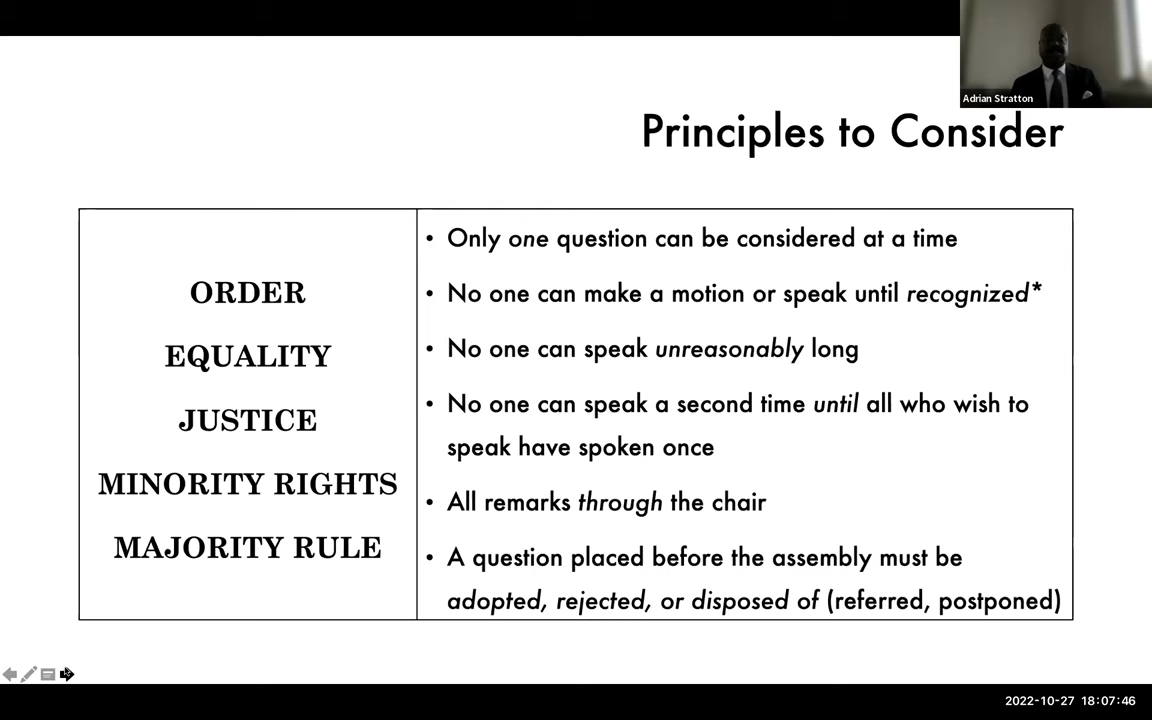 Adrian Stratton
Principles to Consider
ORDER
EQUALITY
JUSTICE
MINORITY RIGHTS
MAJORITY RULE
• Only one question can be considered at a time
• No one can make a motion or speak until recognized*
• No one can speak unreasonably long
• No one can speak a second time until all who wish to
speak have spoken once
• All remarks through the chair
• A question placed before the assembly must be
adopted, rejected, or disposed of (referred, postponed)
2022-10-27 18:07:46